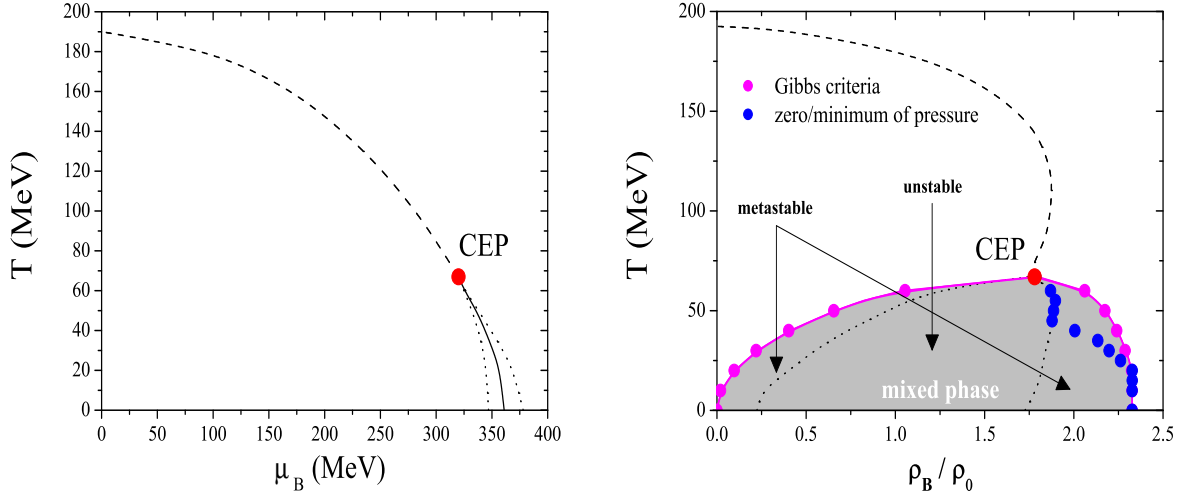 200
180
160
140
120
100
80
60
40
20
0
T (MeV)
CEP
0 50 100 150 200 250 300 350 400
μ B (MeV)
200
150
100
50
0
T (MeV)
Gibbs criteria
zero/minimum of pressure
unstable
metastable
CEP
mixed phase
0.0 0.5 1.0 1.5 2.0 2.5
ρB / ρ0